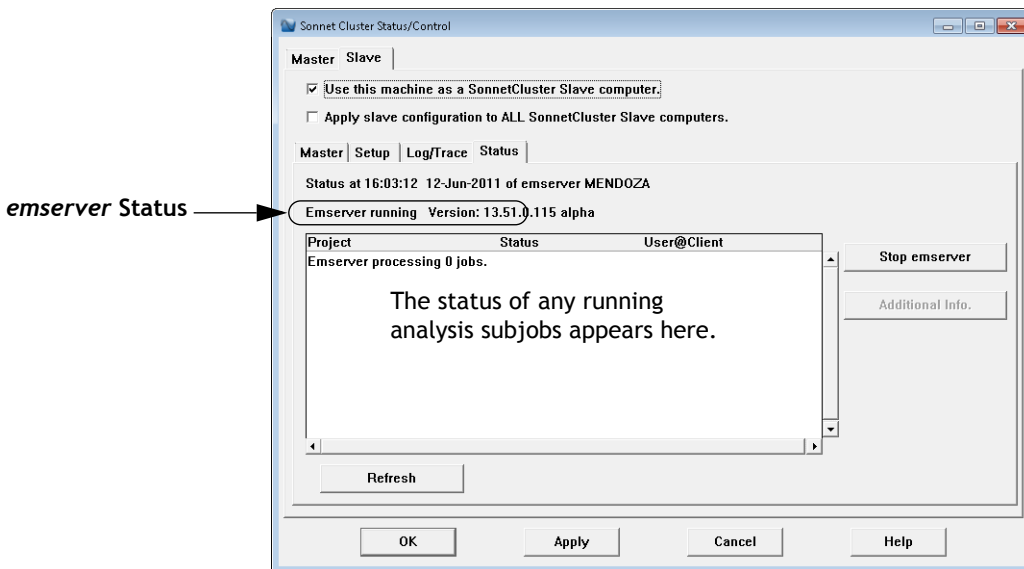 Sonnet Cluster Status/Control
Master Slave
Use this machine as a SonnetCluster Slave computer.
Apply slave configuration to ALL SonnetCluster Slave computers.
Master Setup Log/Trace Status
Status at 16:03:12 12-Jun-2011 of emserver MENDOZA
emserver Status
Emserver running Version: 13.51.0.115 alpha
Project Status User@Client
Emserver processing 0 jobs.
The status of any running
analysis subjobs appears here.
Stop emserver
Additional Info.
Refresh
OK Apply Cancel Help